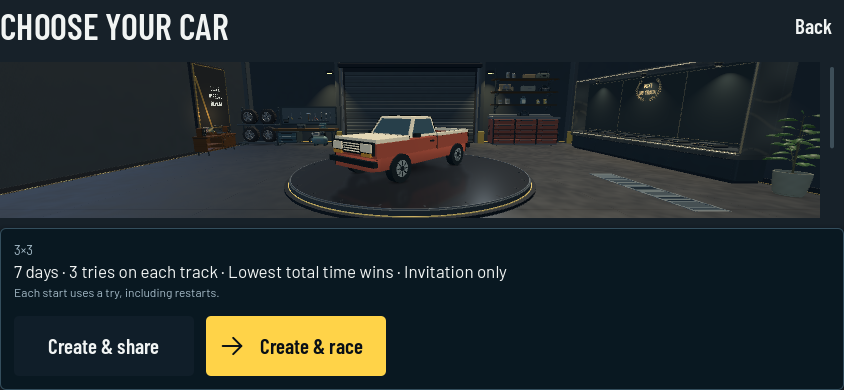 CHOOSE YOUR CAR
Back
3×3
7 days · 3 tries on each track · Lowest total time wins · Invitation only
Each start uses a try, including restarts.
Create & share
→ Create & race